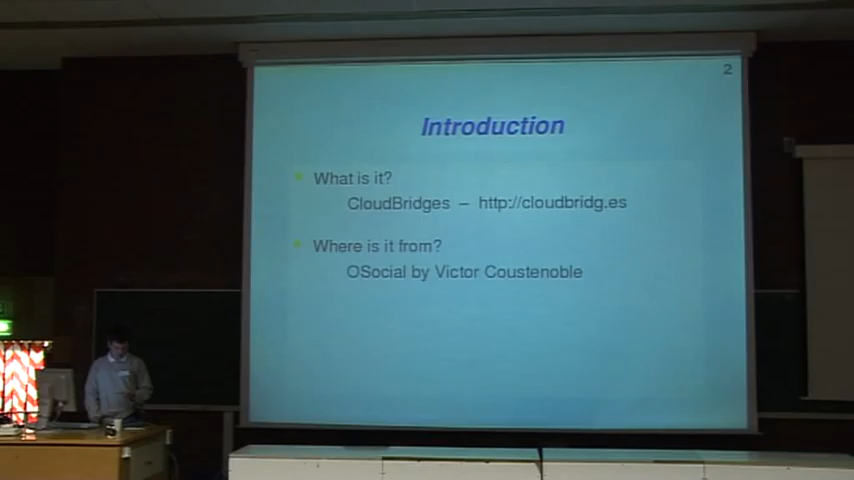 2
Introduction
What is it?
CloudBridges – http://cloudbridg.es
Where is it from?
OSocial by Victor Coustenoble